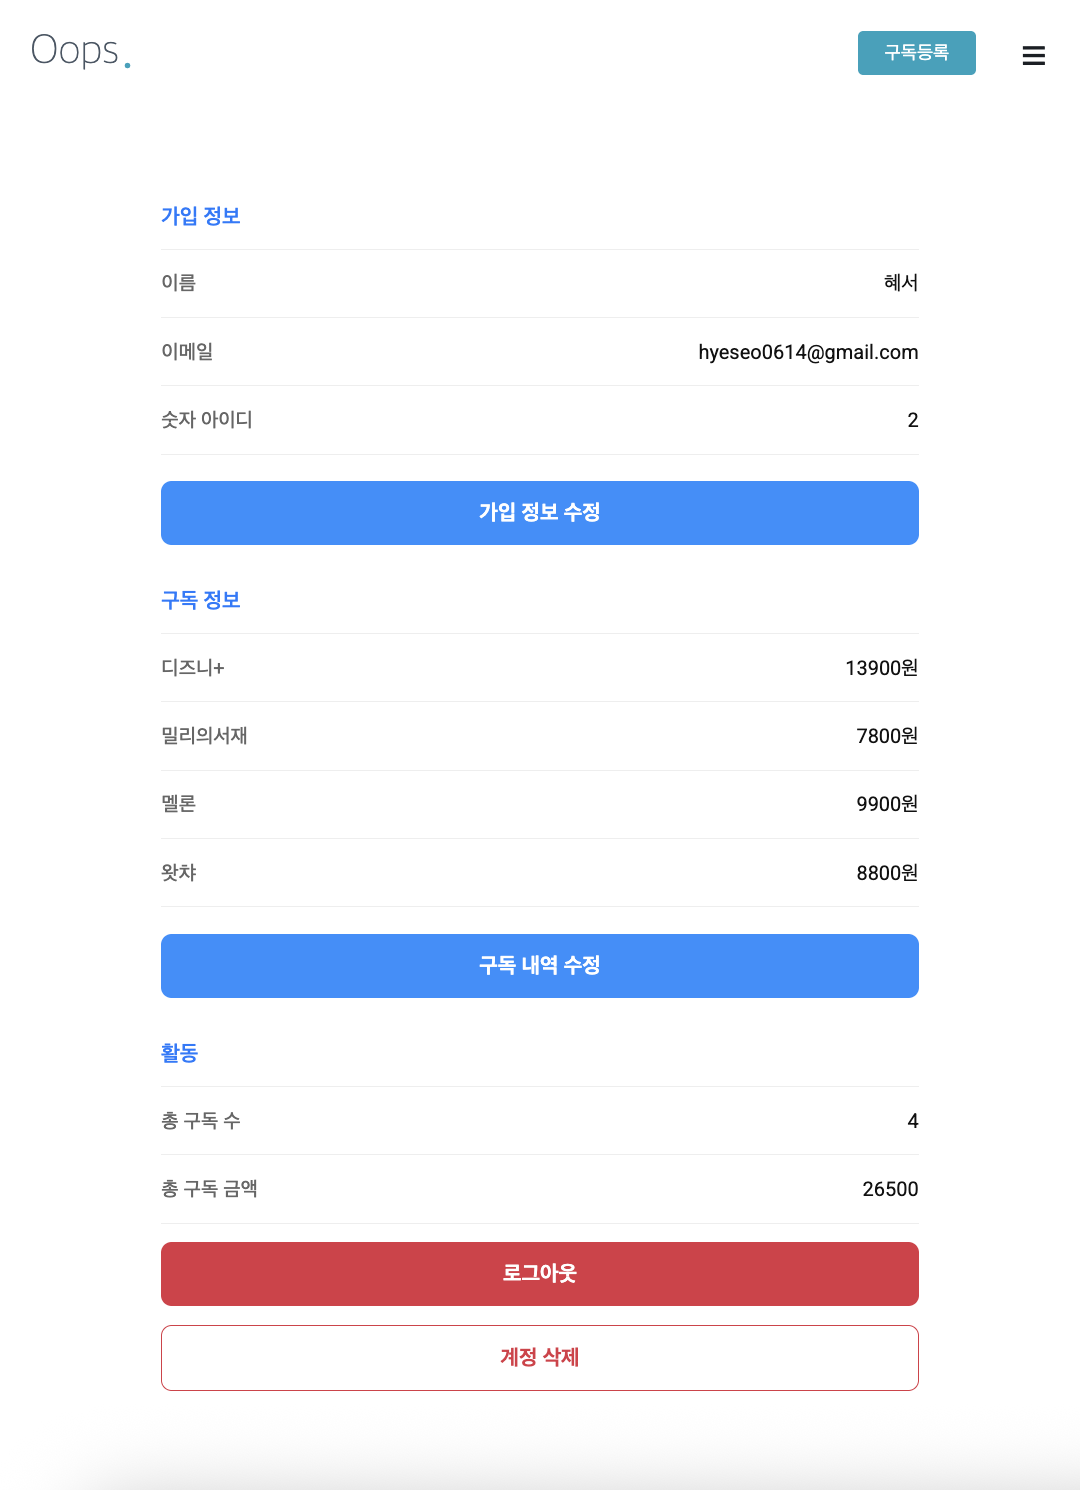 Oops.
구독등록
가입 정보
이름 혜서
이메일 hyeseo0614@gmail.com
숫자 아이디 2
가입 정보 수정
구독 정보
디즈니+ 13900원
밀리의서재 7800원
멜론 9900원
왓챠 8800원
구독 내역 수정
활동
총 구독 수 4
총 구독 금액 26500
로그아웃
계정 삭제